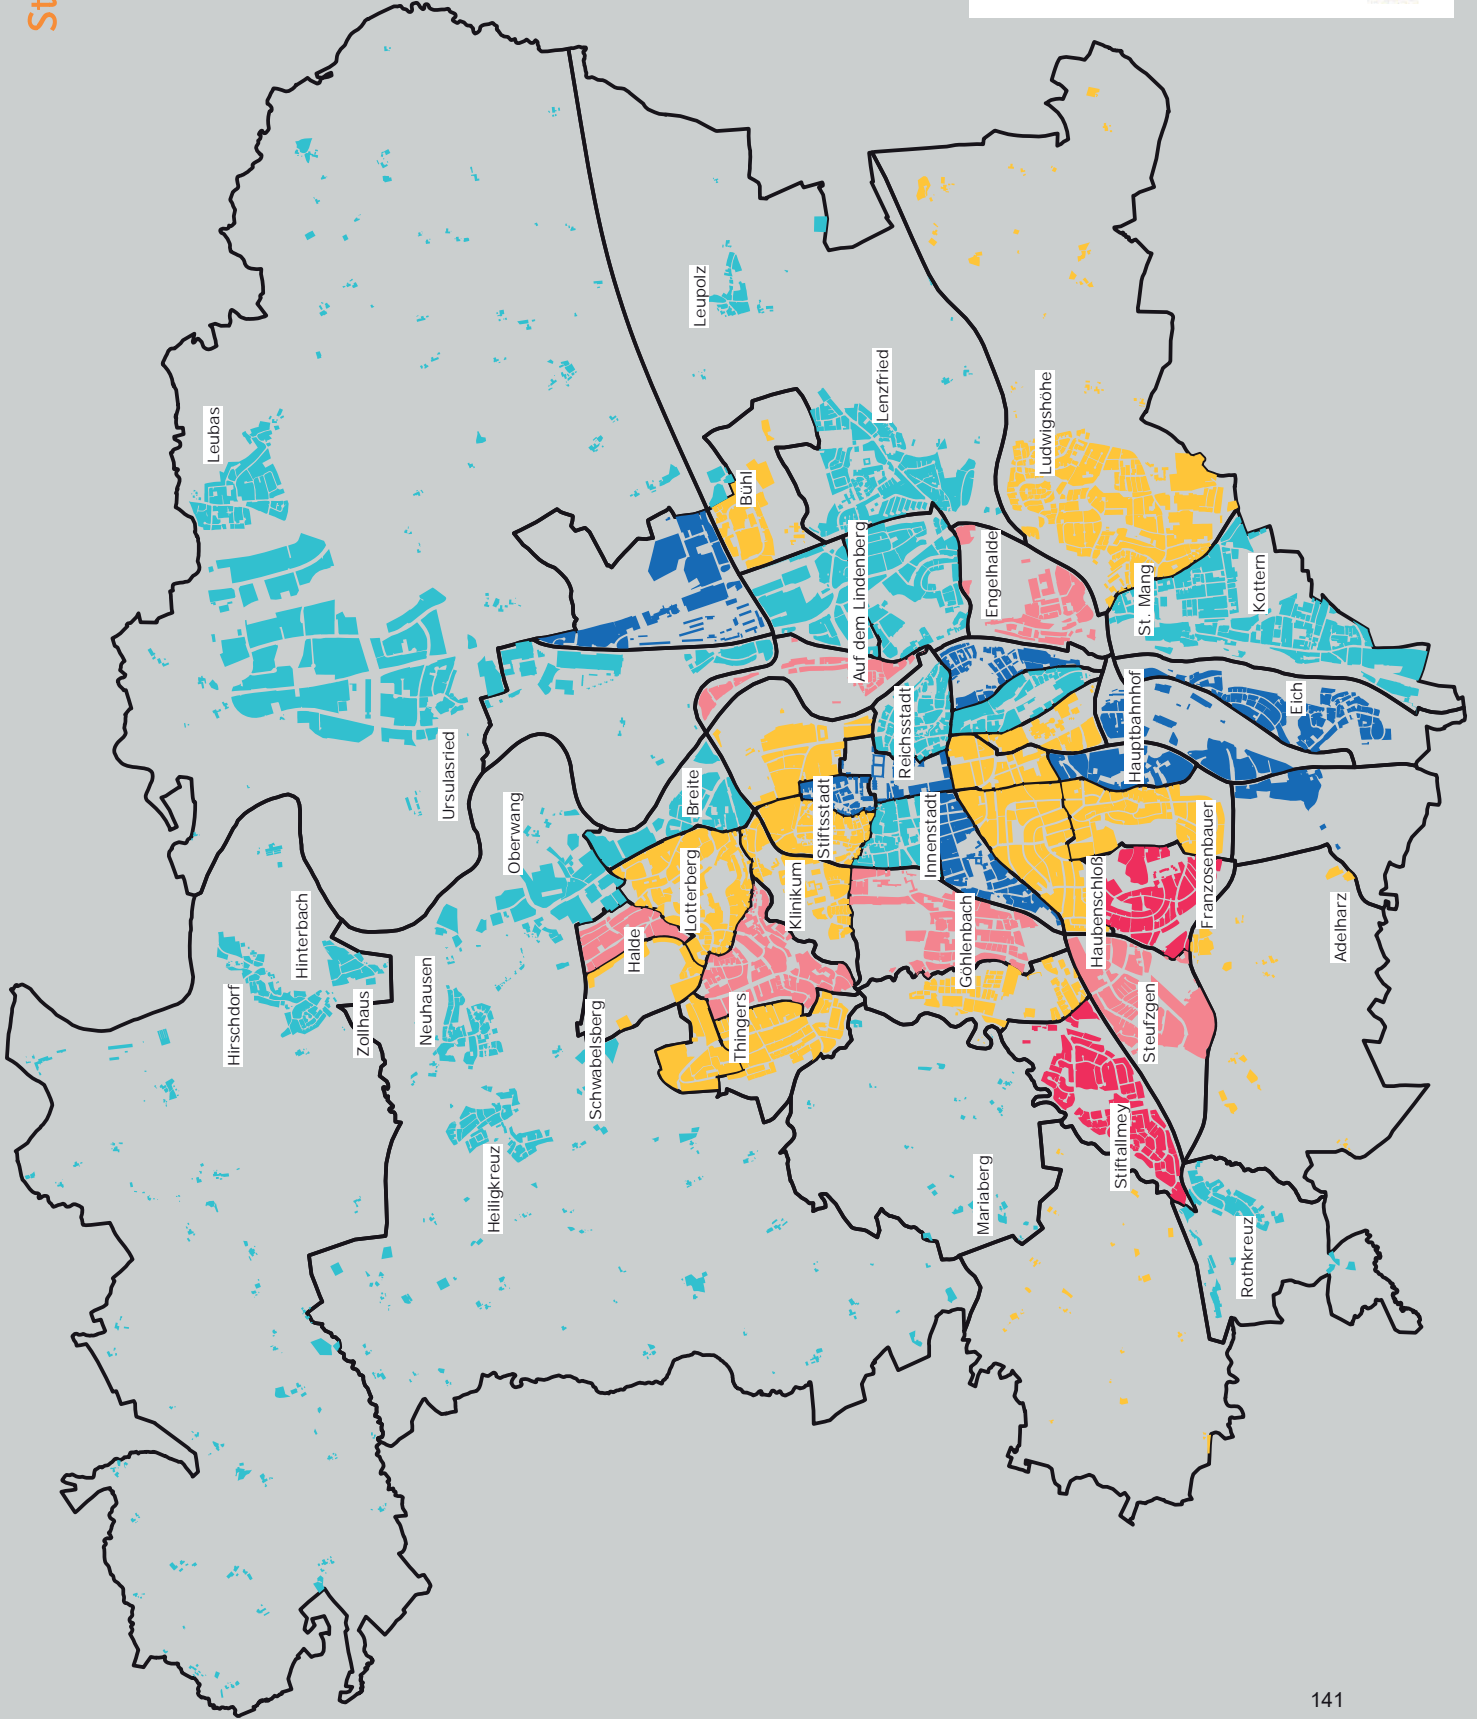 St
Leubas
Leupolz
Lenzfried
Ludwigshöhe
Bühl
Auf dem Lindenberg
Engelhalde
St. Mang
Kottern
Ursulasried
Oberwang
Breite
Reichsstadt
Hauptbahnhof
Eich
Stiftsstadt
Innenstadt
Lotterberg
Klinikum
Franzosenbauer
Haubenschloß
Göhlenbach
Adelharz
Hinterbach
Halde
Hirschdorf
Zollhaus
Neuhausen
Schwabelsberg
Thingers
Steufzgen
Stiftallmey
Heiligkreuz
Mariaberg
Rothkreuz
141